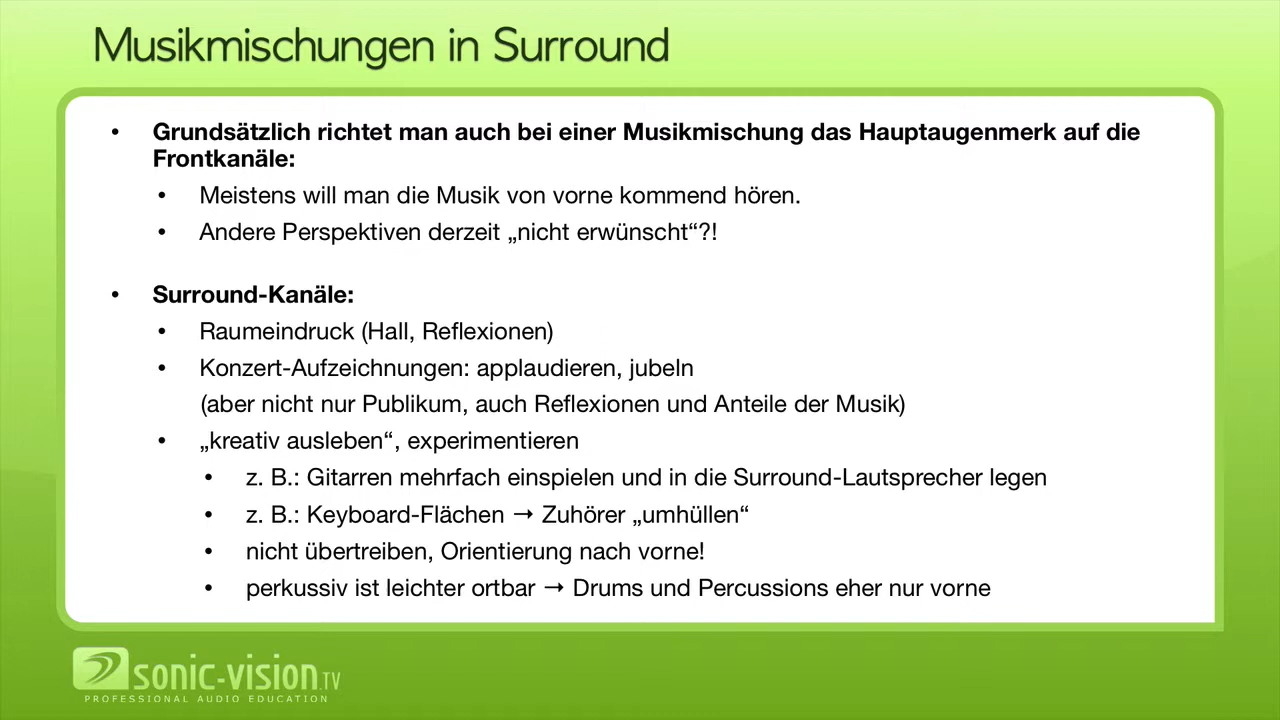 Musikmischungen in Surround
• Grundsätzlich richtet man auch bei einer Musikmischung das Hauptaugenmerk auf die
Frontkanäle:
• Meistens will man die Musik von vorne kommend hören.
• Andere Perspektiven derzeit „nicht erwünscht“?!
• Surround-Kanäle:
• Raumeindruck (Hall, Reflexionen)
• Konzert-Aufzeichnungen: applaudieren, jubeln
(aber nicht nur Publikum, auch Reflexionen und Anteile der Musik)
• „kreativ ausleben“, experimentieren
• z. B.: Gitarren mehrfach einspielen und in die Surround-Lautsprecher legen
• z. B.: Keyboard-Flächen → Zuhörer „umhüllen“
• nicht übertreiben, Orientierung nach vorne!
• perkussiv ist leichter ortbar → Drums und Percussions eher nur vorne
sonic-vision.TV
PROFESSIONAL AUDIO EDUCATION